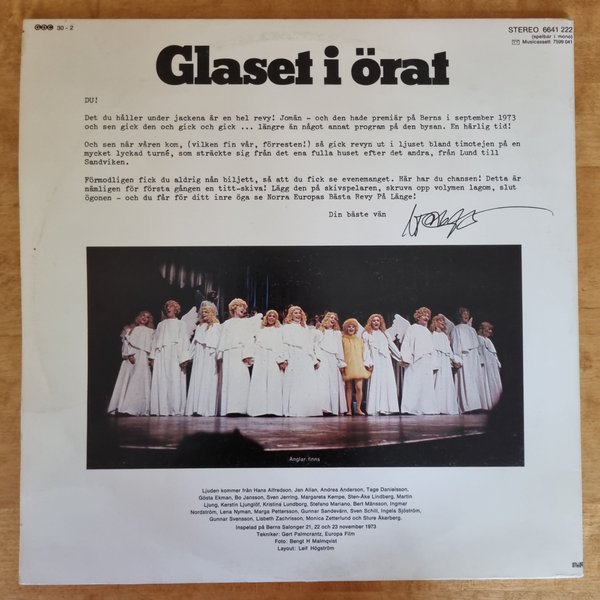 GDC 30-2
STEREO 6641 222
(spelbar i mono)
Musicassett 7599 041
Glaset i örat
DU!
Det du håller under jackena är en hel revy! Jomän - och den hade premiär på Berns i september 1973
och sen gick den och gick och gick ... längre än något annat program på den bysan. En härlig tid!
Och sen när våren kom, (vilken fin vår, förresten!) så gick revyn ut i ljuset bland timotejen på en
mycket lyckad turné, som sträckte sig från det ena fulla huset efter det andra, från Lund till
Sandviken.
Förmodligen fick du aldrig nån biljett, så att du fick se evenemanget. Här har du chansen! Detta är
nämligen för första gången en titt-skiva! Lägg den på skivspelaren, skruva opp volymen lagom, slut
ögonen - och du får för ditt inre öga se Norra Europas Bästa Revy På Länge!
Din bäste vän
Änglar, finns
Ljuden kommer från Hans Alfredson, Jan Allan, Andrea Anderson, Tage Danielsson,
Gösta Ekman, Bo Jansson, Sven Jerring, Margareta Kempe, Sten-Åke Lindberg, Martin
Ljung, Kerstin Ljunglöf, Kristina Lundborg, Stefano Mariano, Bert Månsson, Ingmar
Nordström, Lena Nyman, Marga Pettersson, Gunnar Sandevärn, Sven Schill, Ingels Sjöström,
Gunnar Svensson, Lisbeth Zachrisson, Monica Zetterlund och Sture Åkerberg.
Inspelad på Berns Salonger 21, 22 och 23 november 1973
Tekniker: Gert Palmcrantz, Europa Film
Foto: Bengt H Malmqvist
Layout: Leif Högström